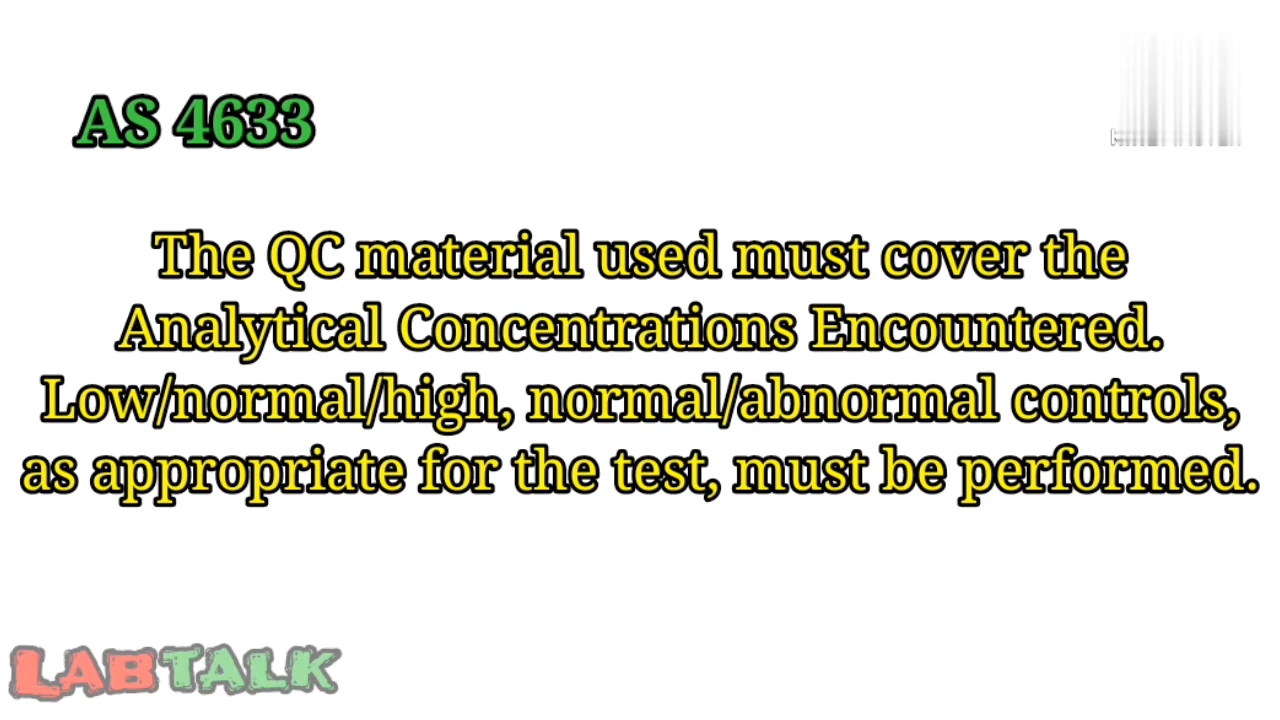 AS 4633
The QC material used must cover the
Analytical Concentrations Encountered.
Low/normal/high, normal/abnormal controls,
as appropriate for the test, must be performed.
LABTALK